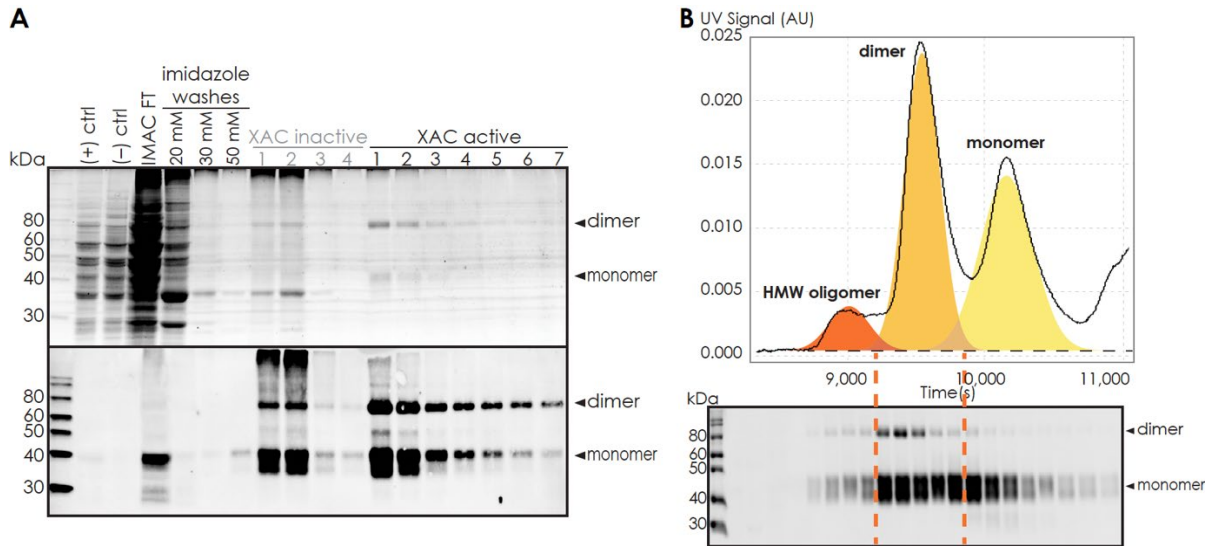 A
imidazole
washes
(+) ctrl
(−) ctrl
IMAC FT
20 mM
30 mM
50 mM
XAC inactive
XAC active
kDa
1 2 3 4 1 2 3 4 5 6 7
80
60
50
40
30
dimer
monomer
80
60
50
40
30
dimer
monomer
B
UV Signal (AU)
0.025
0.020
0.015
0.010
0.005
0.000
dimer
monomer
HMW oligomer
9,000 10,000 11,000
Time(s)
kDa
80
60
50
40
30
dimer
monomer